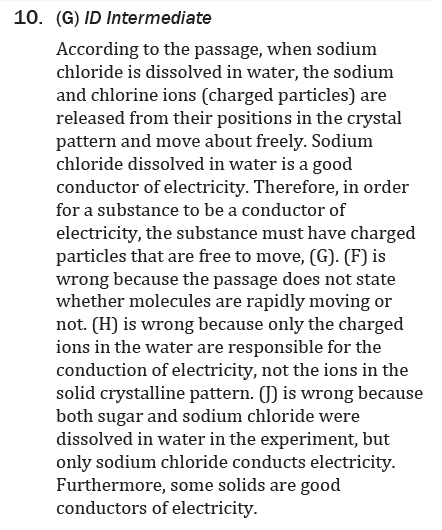 10. (G) ID Intermediate
According to the passage, when sodium
chloride is dissolved in water, the sodium
and chlorine ions (charged particles) are
released from their positions in the crystal
pattern and move about freely. Sodium
chloride dissolved in water is a good
conductor of electricity. Therefore, in order
for a substance to be a conductor of
electricity, the substance must have charged
particles that are free to move, (G). (F) is
wrong because the passage does not state
whether molecules are rapidly moving or
not. (H) is wrong because only the charged
ions in the water are responsible for the
conduction of electricity, not the ions in the
solid crystalline pattern. (J) is wrong because
both sugar and sodium chloride were
dissolved in water in the experiment, but
only sodium chloride conducts electricity.
Furthermore, some solids are good
conductors of electricity.